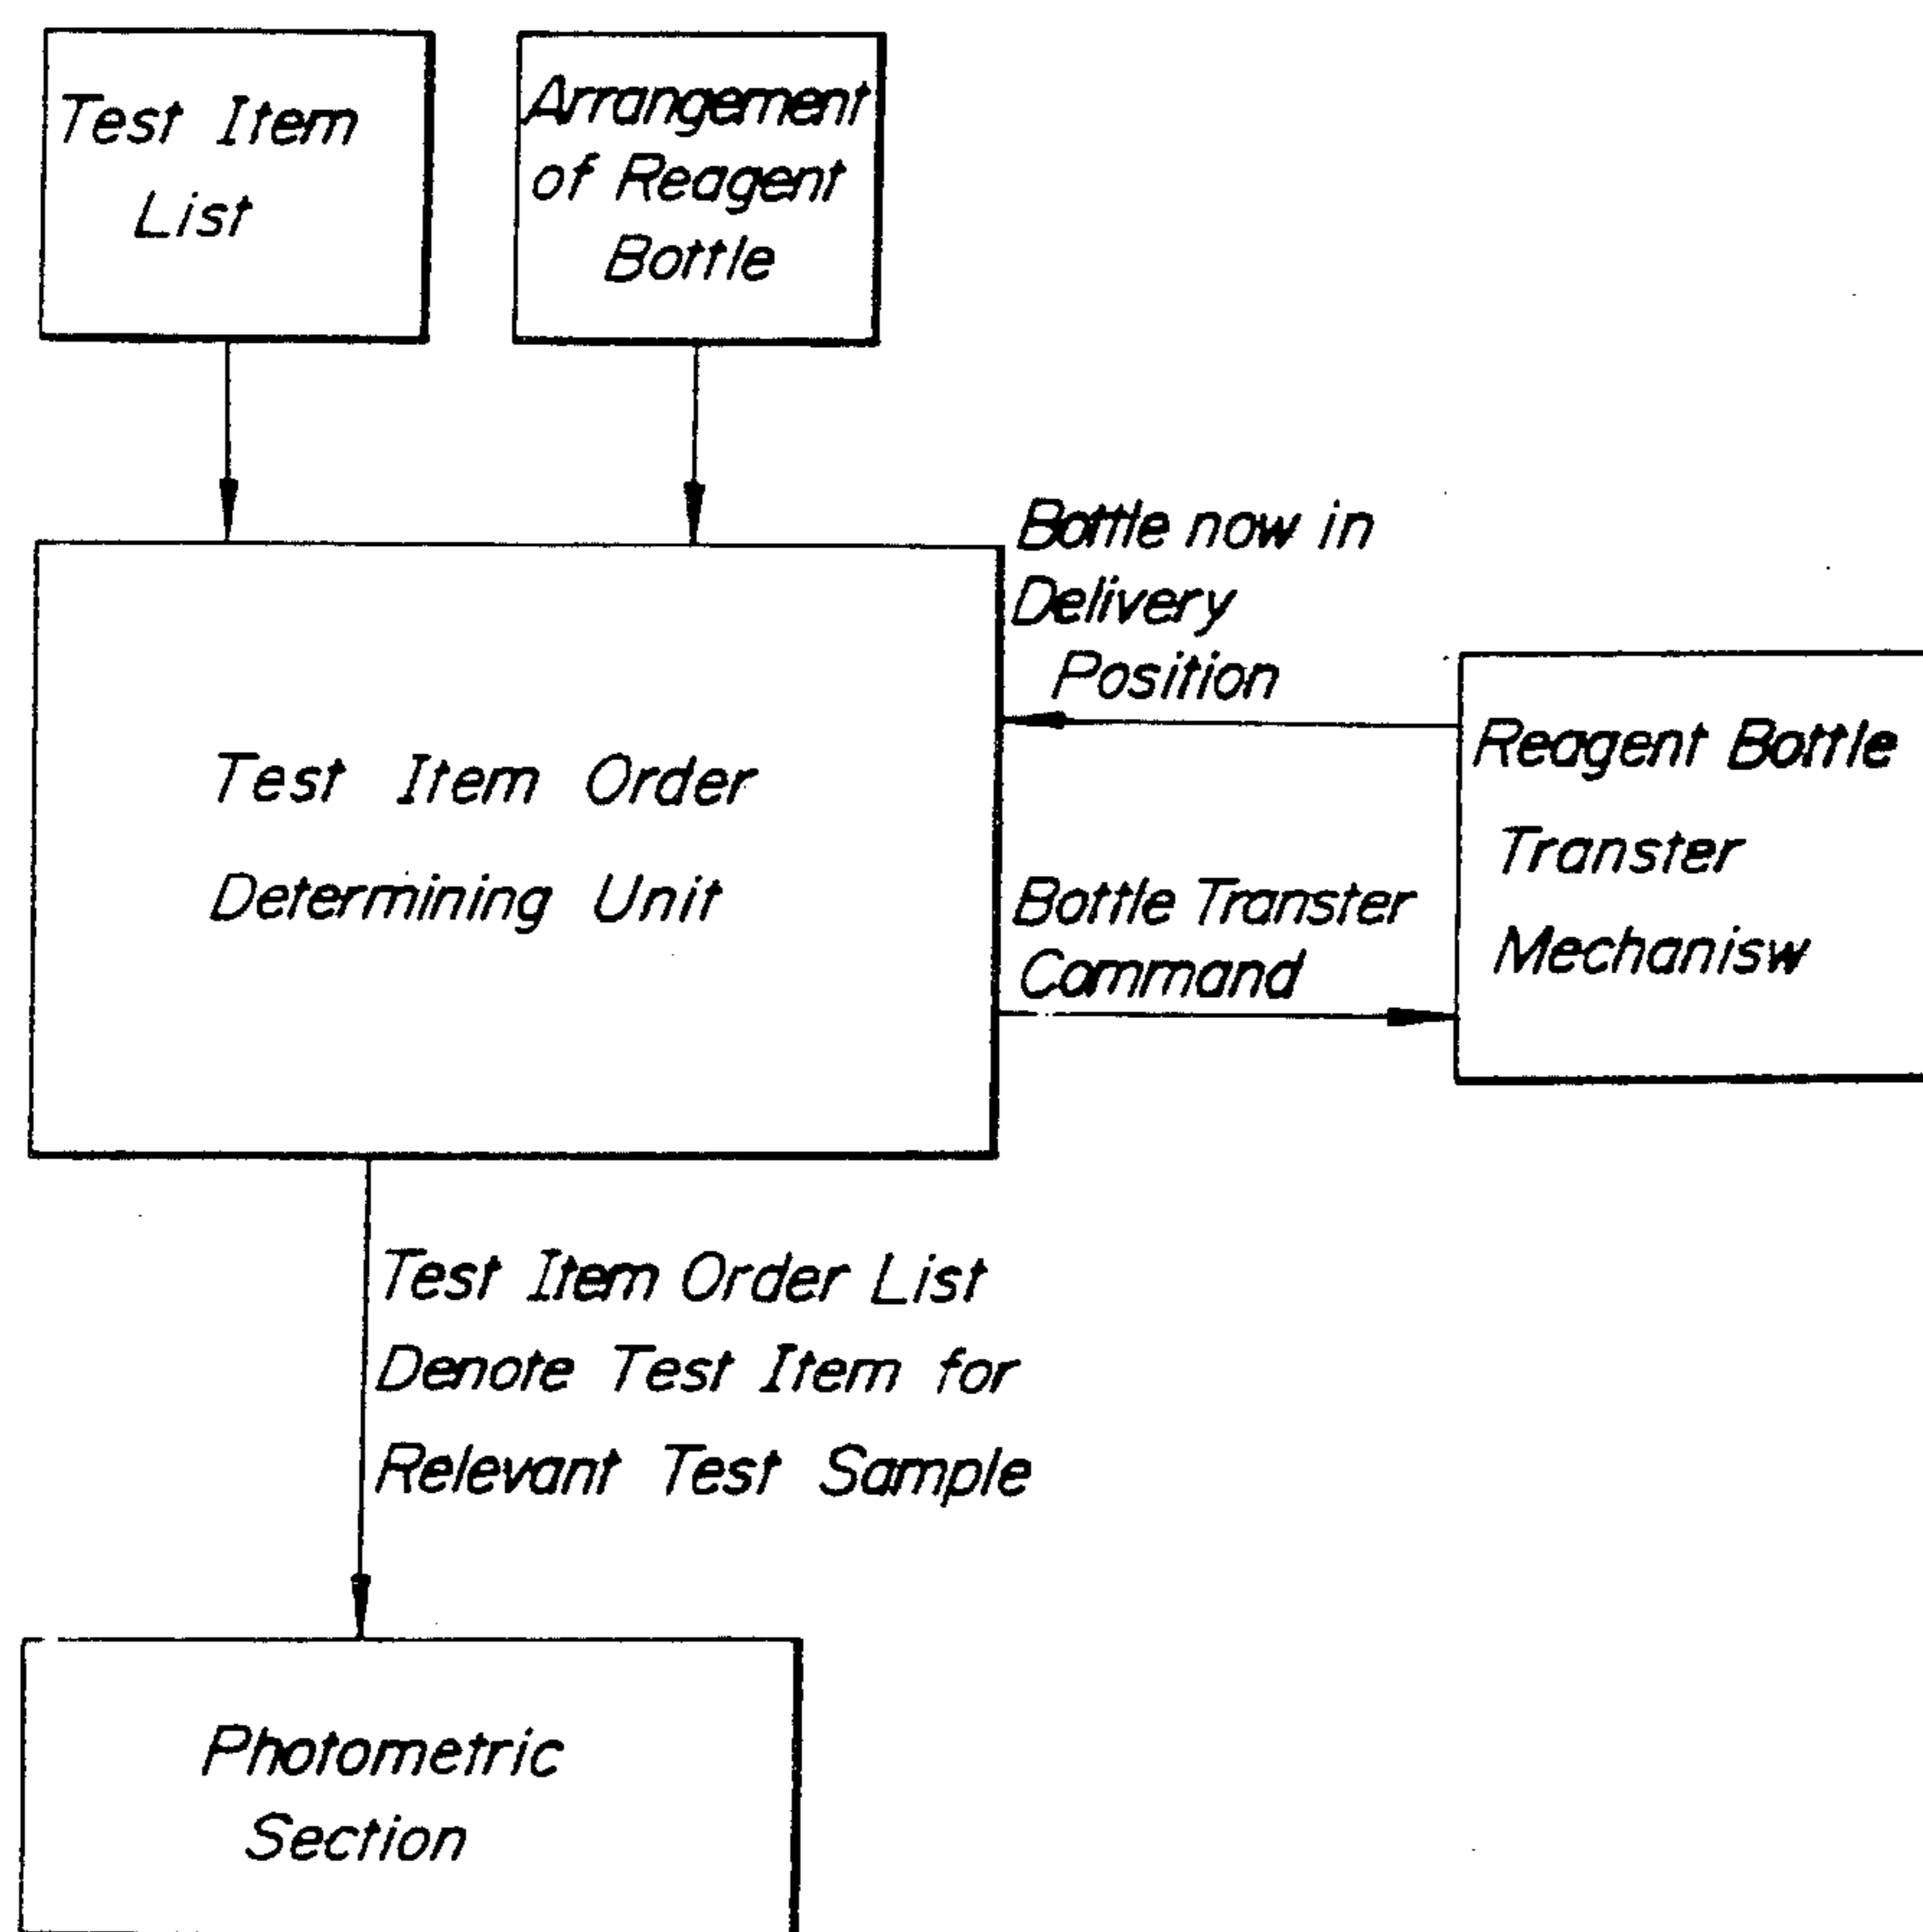 Test Item
List
Arrangement
of Reagent
Bottle
Bottle now in
Delivery
Position
Reagent Bottle
Transter
Mechanisw
Test Item Order
Determining Unit
Bottle Transter
Command
Test Item Order List
Denote Test Item for
Relevant Test Sample
Photometric
Section